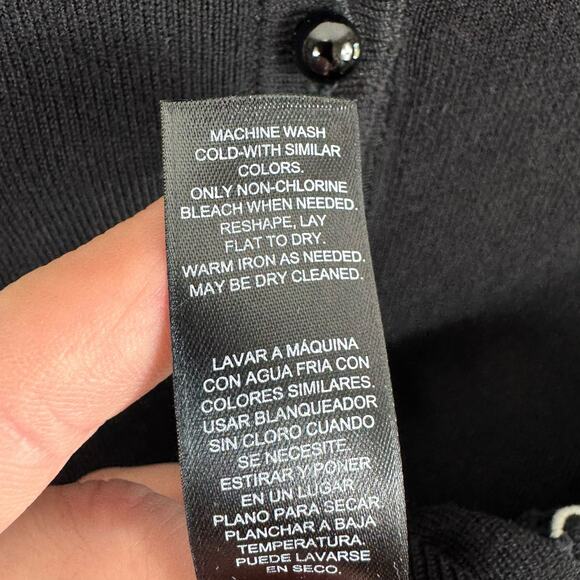 MACHINE WASH
COLD-WITH SIMILAR
COLORS.
ONLY NON-CHLORINE
BLEACH WHEN NEEDED.
RESHAPE, LAY
FLAT TO DRY.
WARM IRON AS NEEDED.
MAY BE DRY CLEANED.
LAVAR A MÁQUINA
CON AGUA FRIA CON
COLORES SIMILARES.
USAR BLANQUEADOR
SIN CLORO CUANDO
SE NECESITE.
ESTIRAR Y PONER
EN UN LUGAR
PLANO PARA SECAR
PLANCHAR A BAJA
TEMPERATURA.
PUEDE LAVARSE
EN SECO.